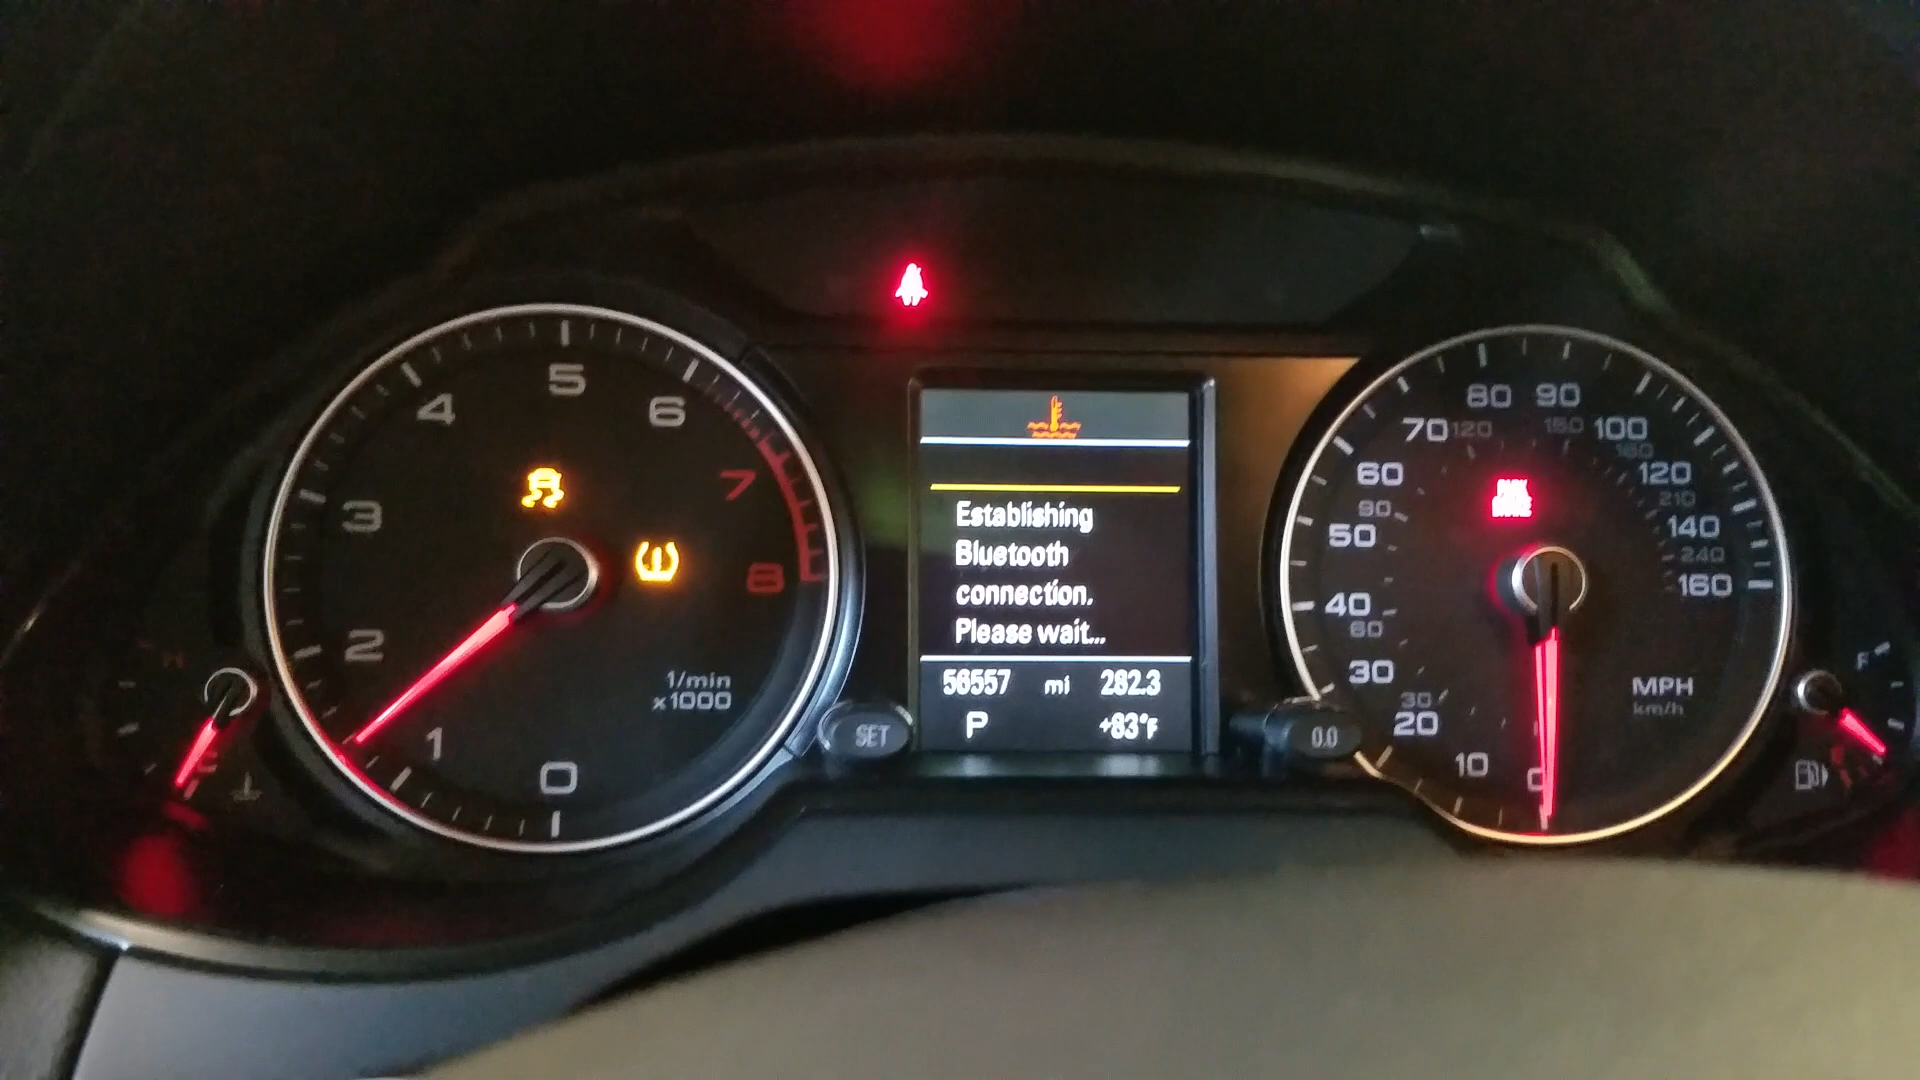 5
4
6
3
7
2
8
1
0
1/min
x1000
SET
Establishing
Bluetooth
connection.
Please wait...
56557 mi 282.3
P +83°F
0.0
80 90
70 120 150 100
60 120
90 210
50 140
240
40 160
60
30
30
20
10
MPH
km/h
PARK
F